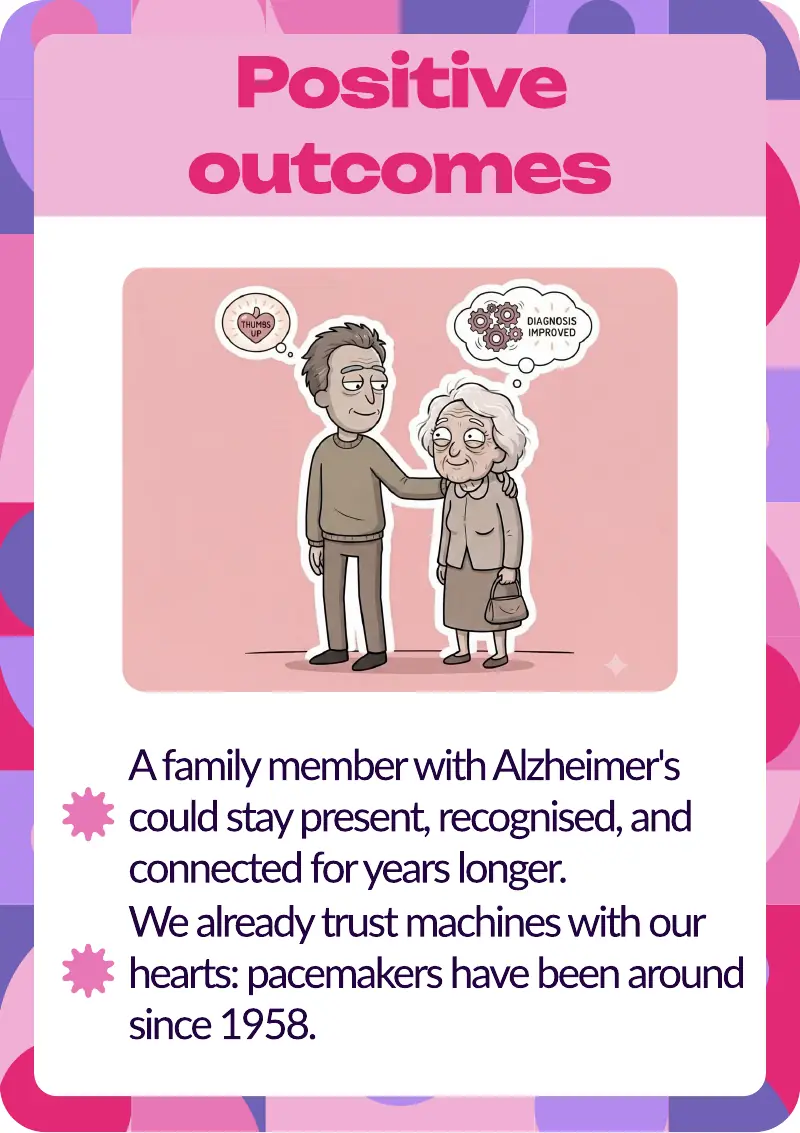 Positive
outcomes
THUMBS
UP
DIAGNOSIS
IMPROVED
A family member with Alzheimer's
could stay present, recognised, and
connected for years longer.
We already trust machines with our
hearts: pacemakers have been around
since 1958.